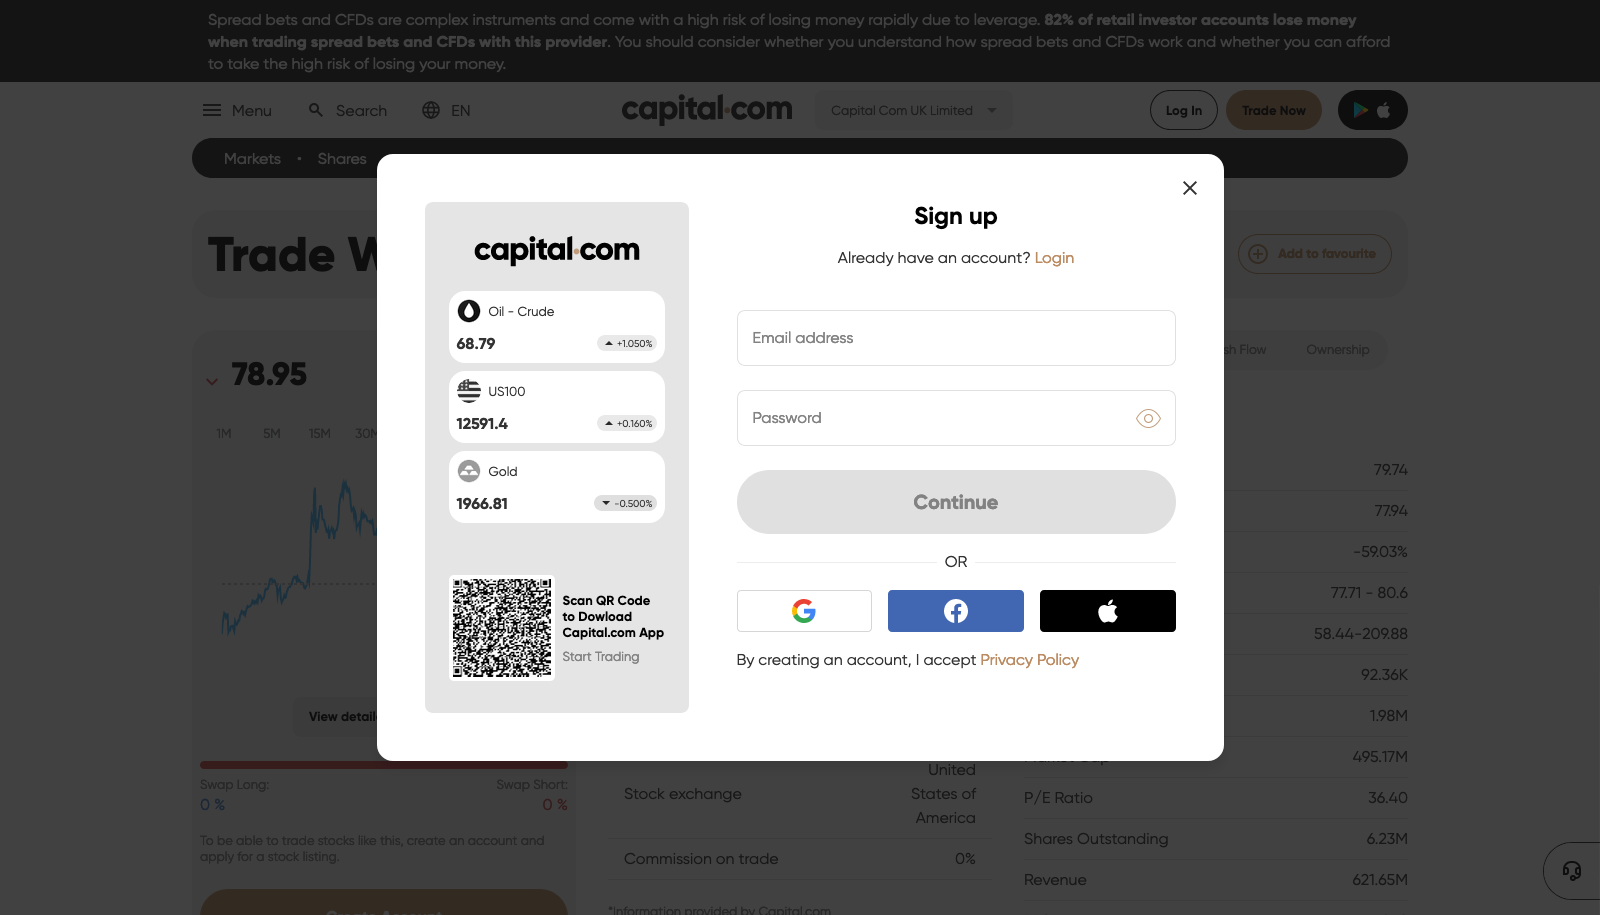 Spread bets and CFDs are complex instruments and come with a high risk of losing money rapidly due to leverage. 82% of retail investor accounts lose money
when trading spread bets and CFDs with this provider. You should consider whether you understand how spread bets and CFDs work and whether you can afford
to take the high risk of losing your money.
Menu
Search
EN
capital.com
Capital Com UK Limited
Log In
Trade Now
Markets • Shares
Trade
Add to favourite
78.95
1M 5M 15M
View
Swap Long:
0 %
Swap Short:
0 %
To be able to trade stocks like this, create an account and
apply for a stock listing.
capital.com
Oil - Crude
68.79
+1.050%
US100
12591.4
+0.160%
Gold
1966.81
-0.500%
Scan QR Code
to Dowload
Capital.com App
Start Trading
Sign up
Already have an account? Login
Email address
Password
Continue
OR
By creating an account, I accept Privacy Policy
Flow
Ownership
79.74
77.94
-59.03%
77.71 - 80.6
58.44-209.88
92.36K
1.98M
495.17M
P/E Ratio 36.40
Shares Outstanding 6.23M
Revenue 621.65M
Stock exchange
United
States of
America
Commission on trade 0%
*Information provided by Capital.com